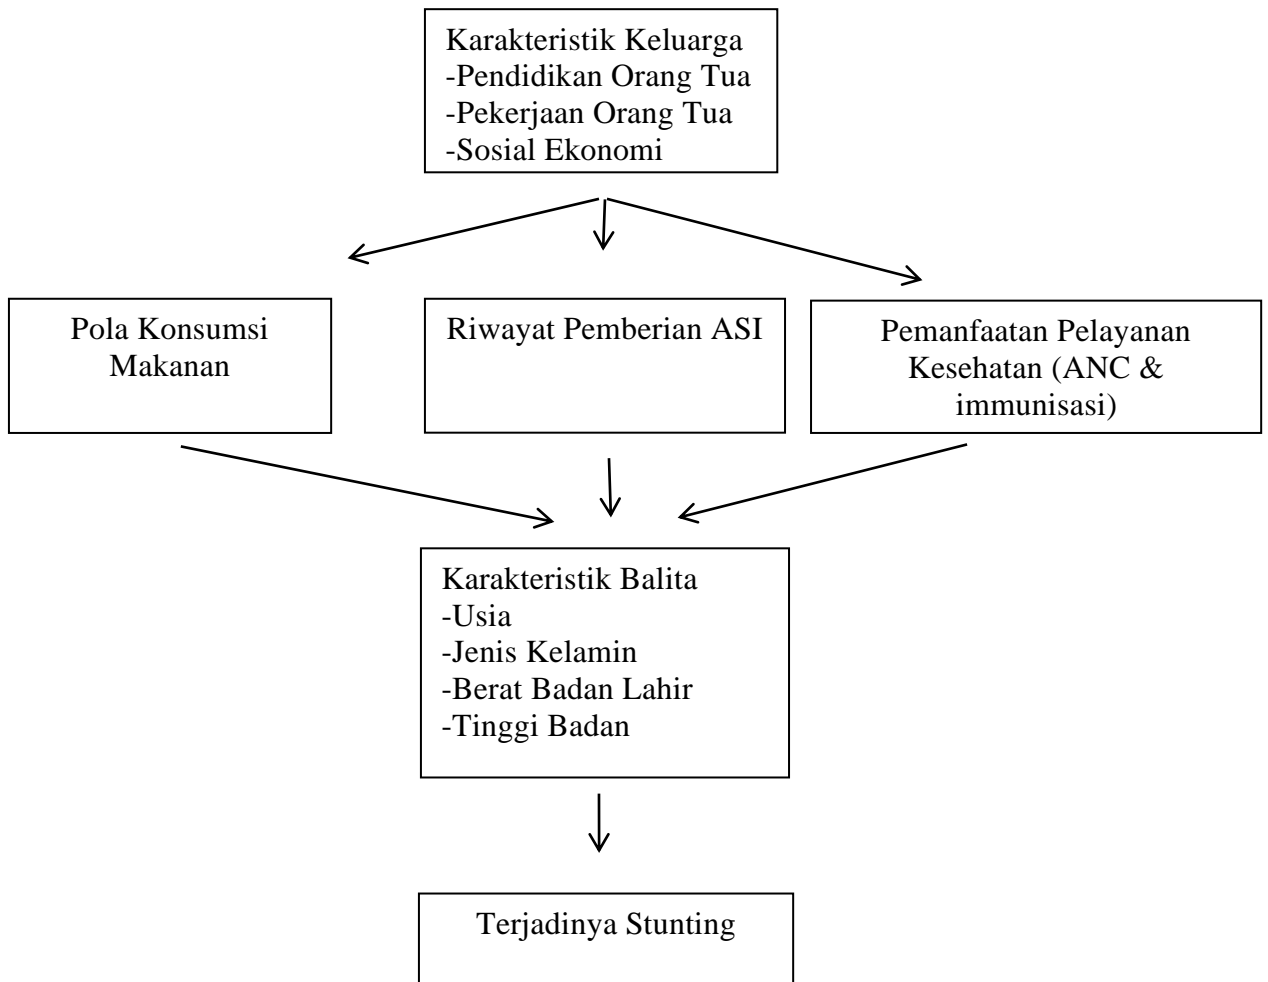 Karakteristik Keluarga
-Pendidikan Orang Tua
-Pekerjaan Orang Tua
-Sosial Ekonomi
Pola Konsumsi
Makanan
Riwayat Pemberian ASI
Pemanfaatan Pelayanan
Kesehatan (ANC &
immunisasi)
Karakteristik Balita
-Usia
-Jenis Kelamin
-Berat Badan Lahir
-Tinggi Badan
Terjadinya Stunting